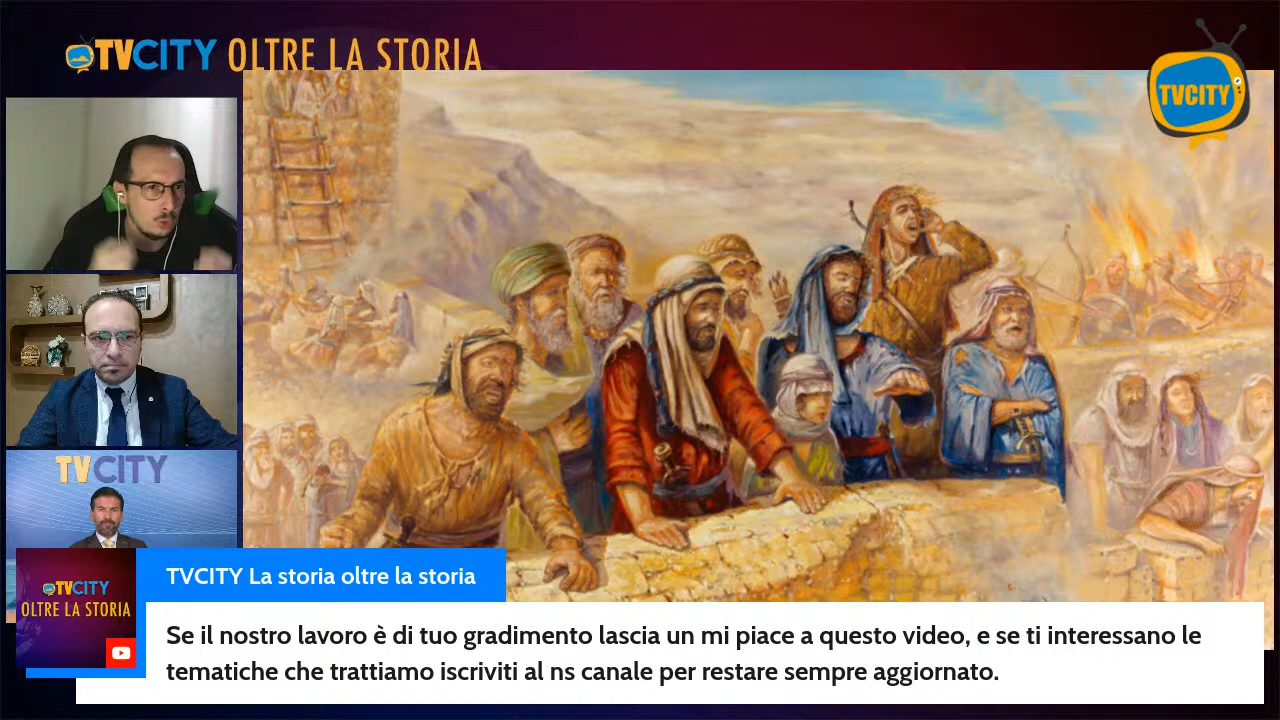 TVCITY OLTRE LA STORIA
TVCITY
TVCITY
TVCITY
OLTRE LA STORIA
TVCITY La storia oltre la storia
Se il nostro lavoro è di tuo gradimento lascia un mi piace a questo video, e se ti interessano le
tematiche che trattiamo iscriviti al ns canale per restare sempre aggiornato.